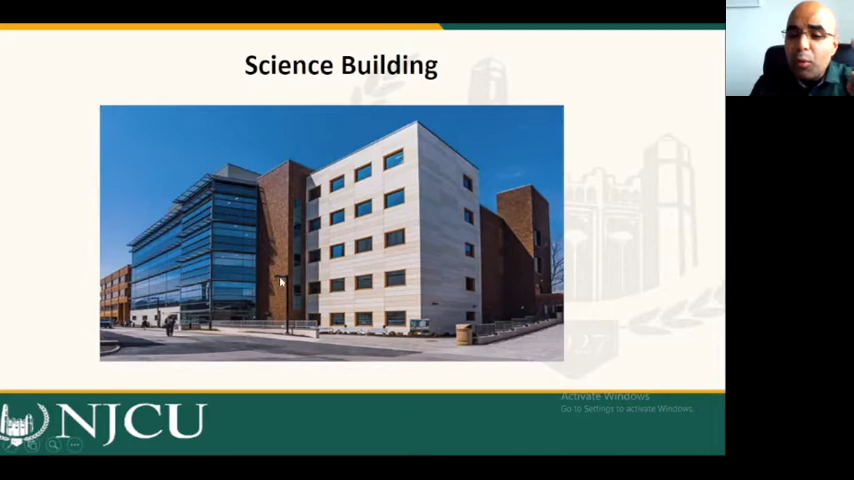 Science Building
Activate Windows
Go to Settings to activate Windows.
NJCU